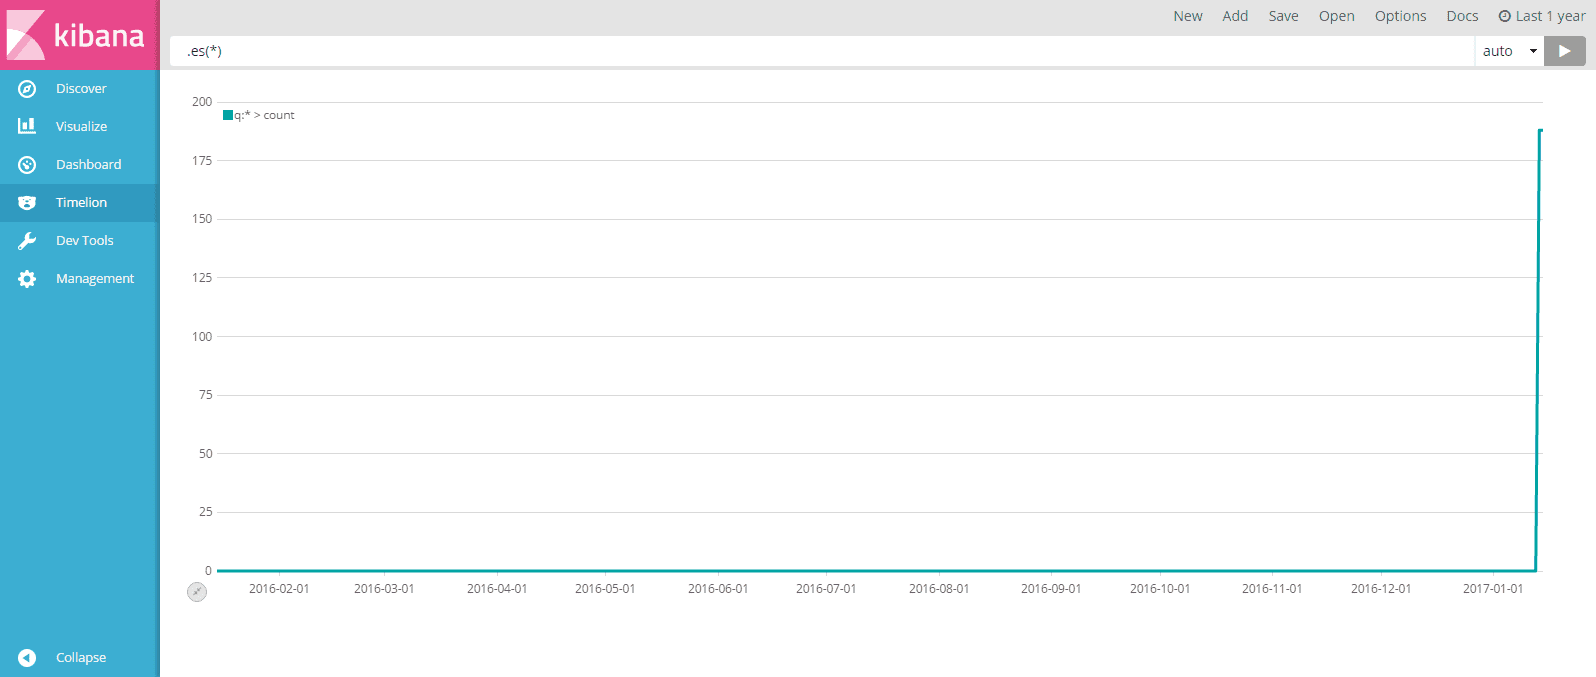 kibana
New Add Save Open Options Docs Last 1 year
.es(*)
auto
Discover
Visualize
Dashboard
Timelion
Dev Tools
Management
Collapse
200
q:* > count
175
150
125
100
75
50
25
0
2016-02-01 2016-03-01 2016-04-01 2016-05-01 2016-06-01 2016-07-01 2016-08-01 2016-09-01 2016-10-01 2016-11-01 2016-12-01 2017-01-01